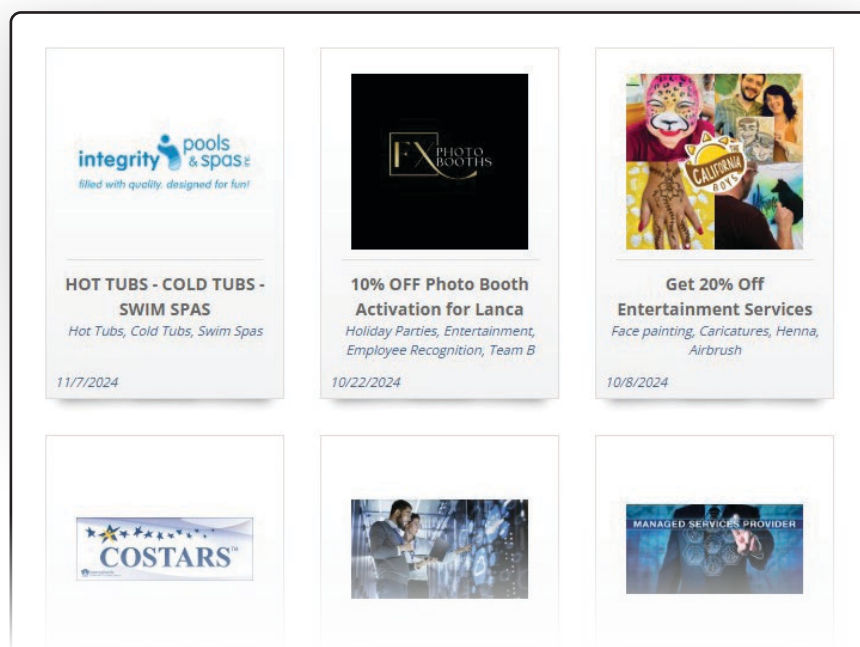 integrity pools
& spas
filled with quality. designed for fun!
HOT TUBS - COLD TUBS -
SWIM SPAS
Hot Tubs, Cold Tubs, Swim Spas
11/7/2024
FX PHOTO
BOOTHS
10% OFF Photo Booth
Activation for Lanca
Holiday Parties, Entertainment,
Employee Recognition, Team B
10/22/2024
THE
CALIFORNIA
BOYS
Get 20% Off
Entertainment Services
Face painting, Caricatures, Henna,
Airbrush
10/8/2024
COSTARS™
MANAGED SERVICES PROVIDER